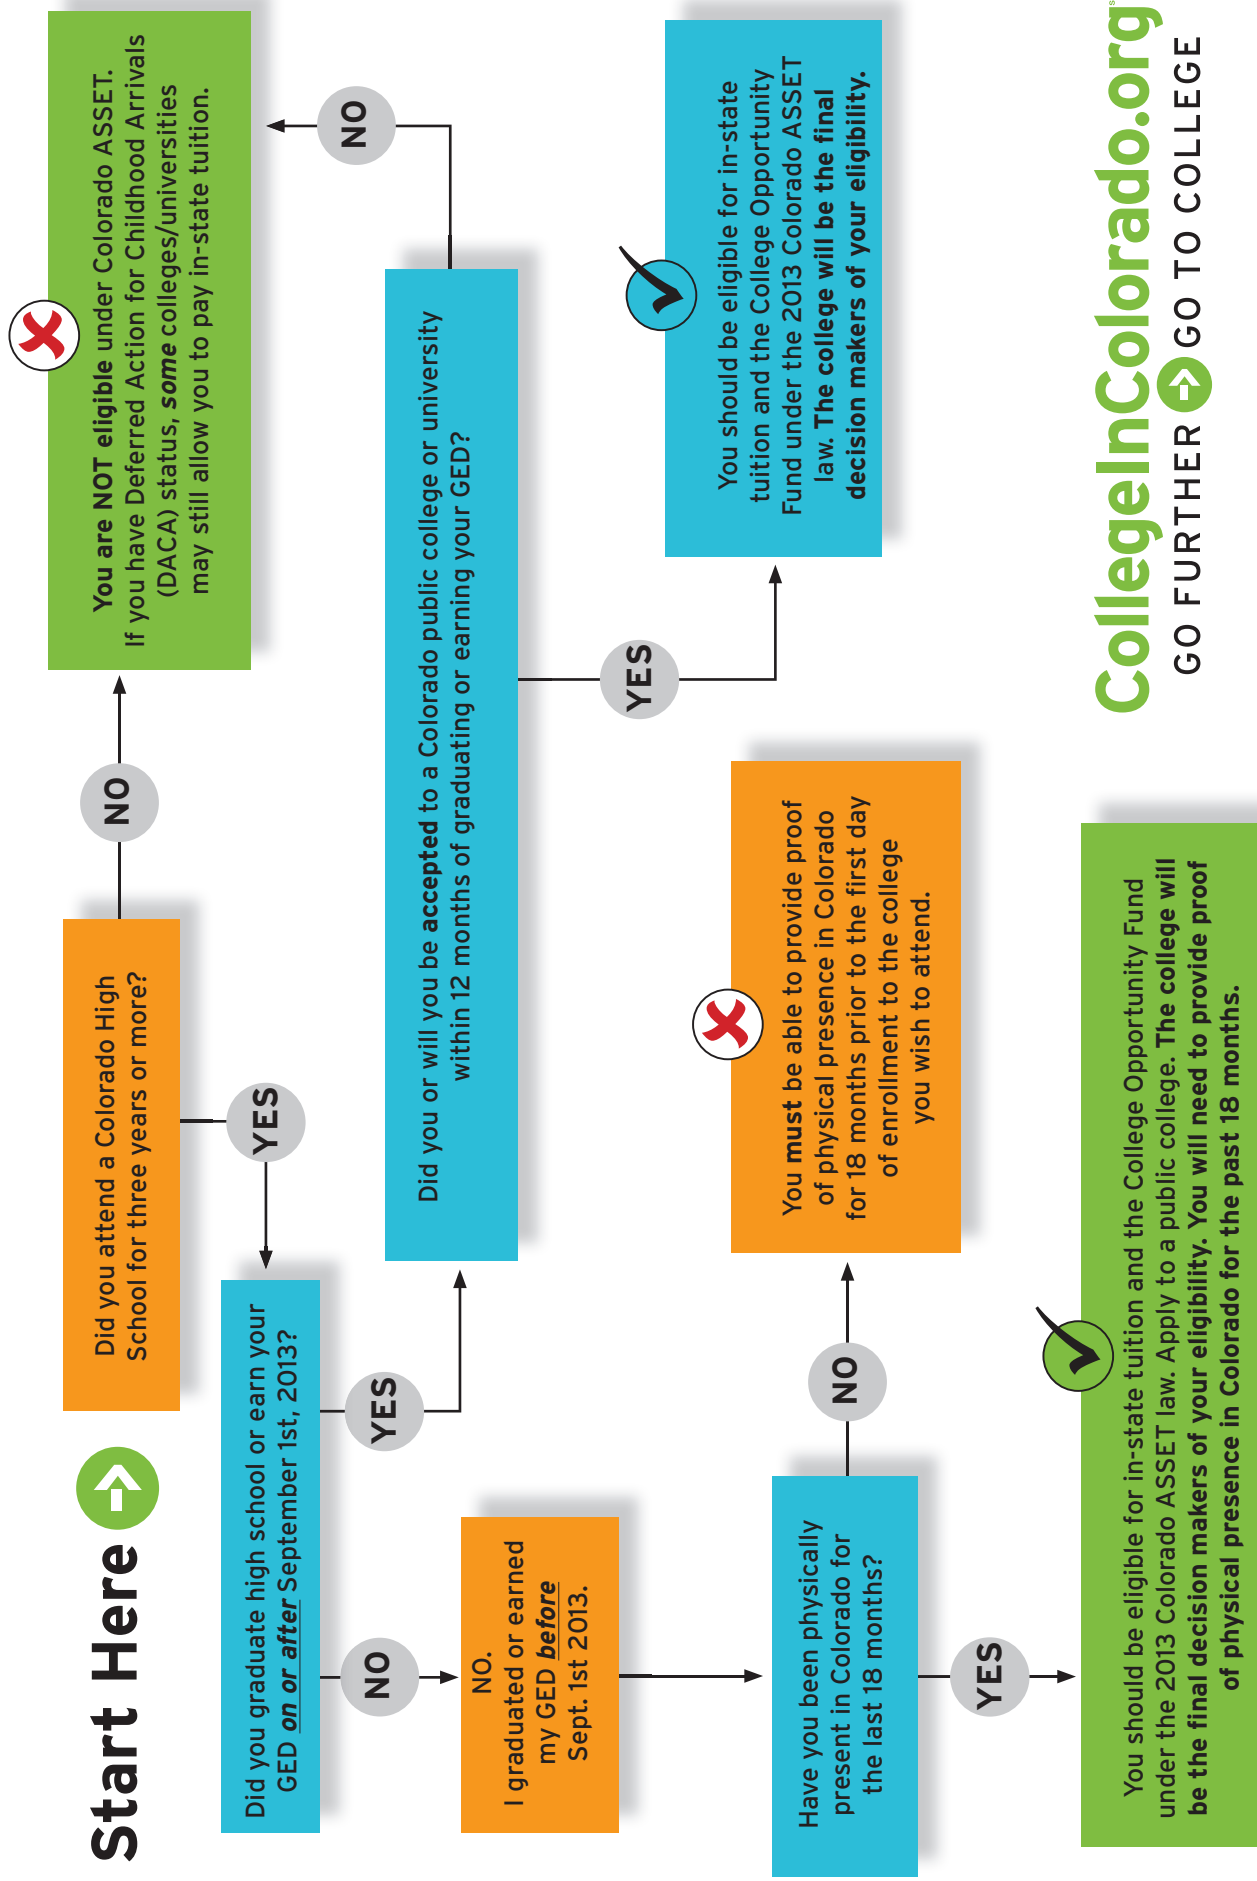 Start Here
Did you attend a Colorado High
School for three years or more?
NO
You are NOT eligible under Colorado ASSET.
If you have Deferred Action for Childhood Arrivals
(DACA) status, some colleges/universities
may still allow you to pay in-state tuition.
YES
Did you graduate high school or earn your
GED on or after September 1st, 2013?
YES
Did you or will you be accepted to a Colorado public college or university
within 12 months of graduating or earning your GED?
NO
YES
You should be eligible for in-state
tuition and the College Opportunity
Fund under the 2013 Colorado ASSET
law. The college will be the final
decision makers of your eligibility.
NO
NO.
I graduated or earned
my GED before
Sept. 1st 2013.
Have you been physically
present in Colorado for
the last 18 months?
NO
You must be able to provide proof
of physical presence in Colorado
for 18 months prior to the first day
of enrollment to the college
you wish to attend.
YES
You should be eligible for in-state tuition and the College Opportunity Fund
under the 2013 Colorado ASSET law. Apply to a public college. The college will
be the final decision makers of your eligibility. You will need to provide proof
of physical presence in Colorado for the past 18 months.
CollegeInColorado.org
GO FURTHER GO TO COLLEGE